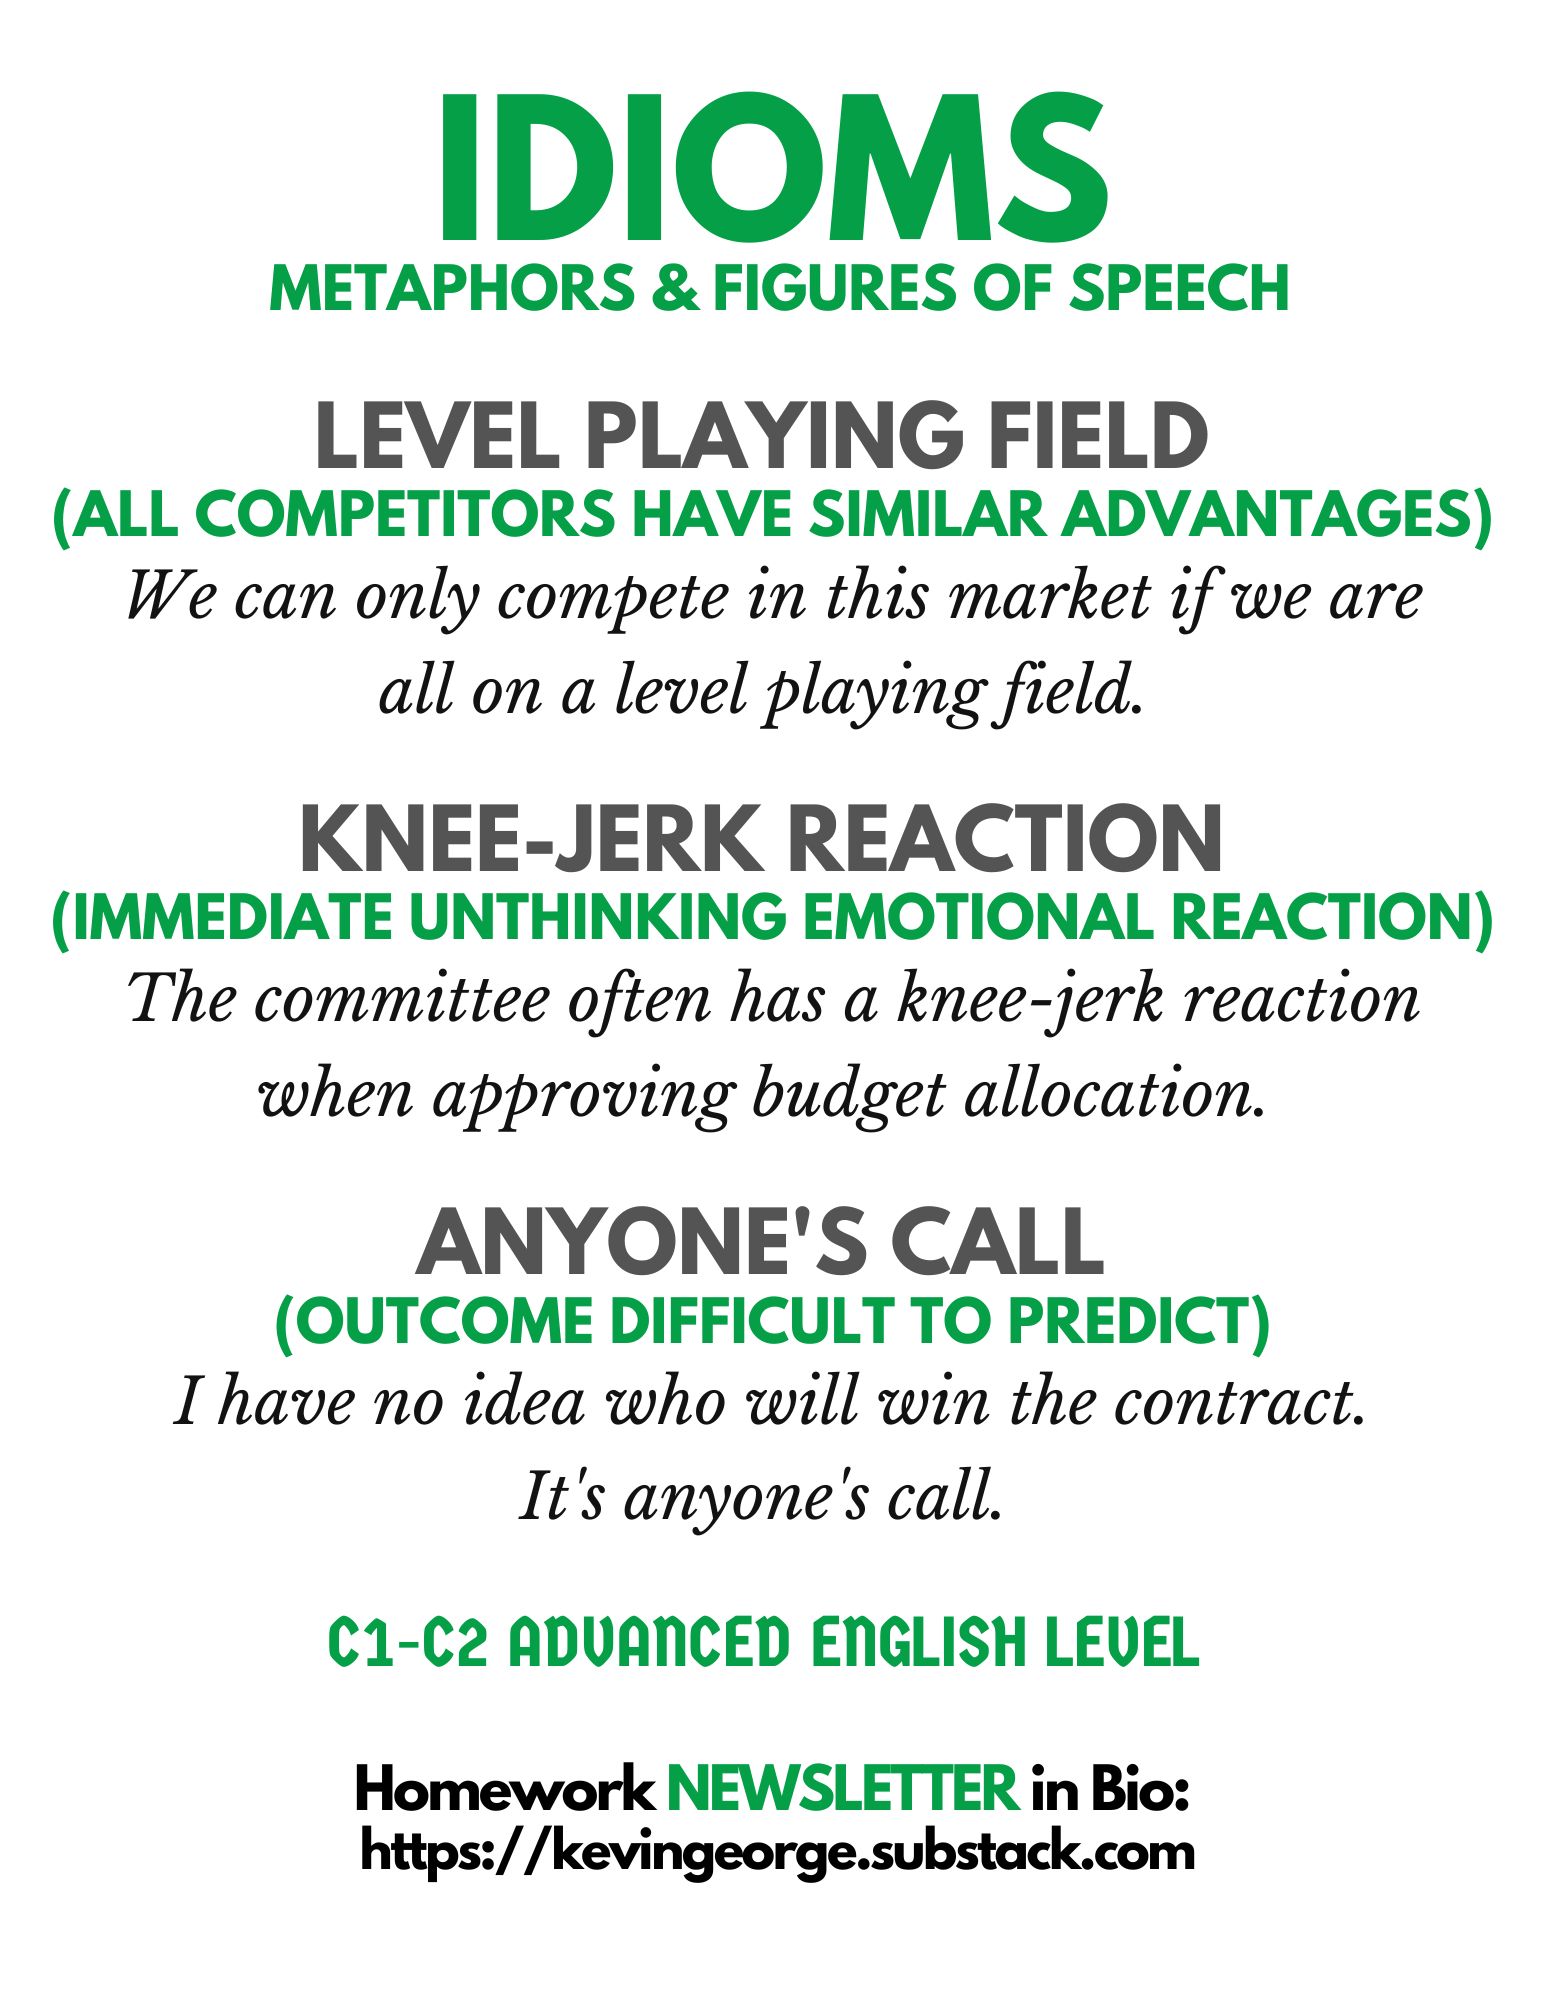 IDIOMS
METAPHORS & FIGURES OF SPEECH
LEVEL PLAYING FIELD
(ALL COMPETITORS HAVE SIMILAR ADVANTAGES)
We can only compete in this market if we are
all on a level playing field.
KNEE-JERK REACTION
(IMMEDIATE UNTHINKING EMOTIONAL REACTION)
The committee often has a knee-jerk reaction
when approving budget allocation.
ANYONE'S CALL
(OUTCOME DIFFICULT TO PREDICT)
I have no idea who will win the contract.
It's anyone's call.
C1-C2 ADVANCED ENGLISH LEVEL
Homework NEWSLETTER in Bio:
https://kevingeorge.substack.com